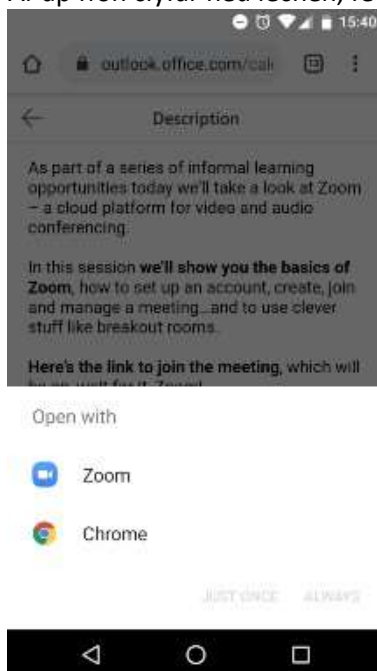 15:40
outlook.office.com/cal
Description
As part of a series of informal learning
opportunities today we'll take a look at Zoom
– a cloud platform for video and audio
conferencing.
In this session we'll show you the basics of
Zoom, how to set up an account, create, join
and manage a meeting...and to use clever
stuff like breakout rooms.
Here's the link to join the meeting, which will
Open with
Zoom
Chrome
JUST ONCE ALWAYS